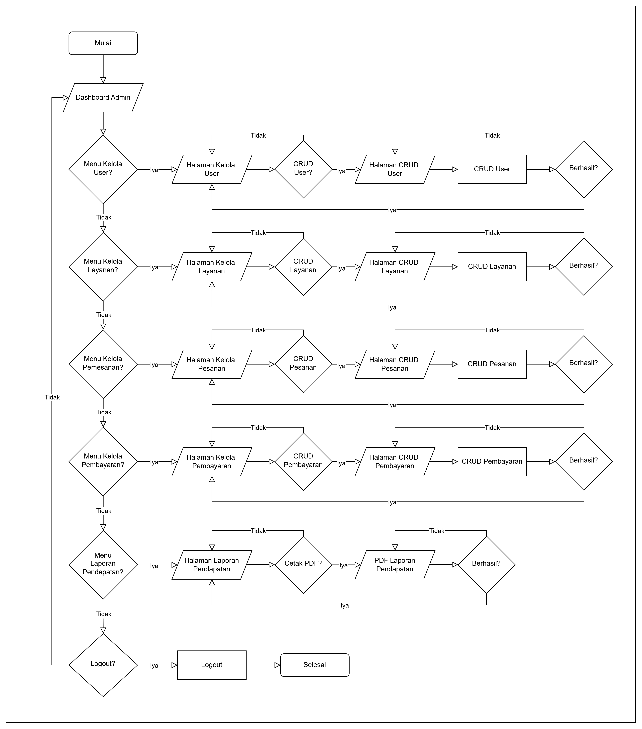 Mulai
Dashboard Admin
Tidak
Tidak
Menu Kelola
User?
ya
Halaman Kelola
User
CRUD
User?
ya
Halaman CRUD
User
CRUD User
Berhasil?
ya
Tidak
Tidak
Tidak
Menu Kelola
Layanan?
ya
Halaman Kelola
Layanan
CRUD
Layanan
ya
Halaman CRUD
Layanan
CRUD Layanan
Berhasil?
ya
Tidak
Tidak
Tidak
Menu Kelola
Pemesanan?
ya
Halaman Kelola
Pesanan
CRUD
Pesanan
ya
Halaman CRUD
Pesanan
CRUD Pesanan
Berhasil?
Tidak
ya
Tidak
Tidak
Tidak
Menu Kelola
Pembayaran?
ya
Halaman Kelola
Pembayaran
CRUD
Pembayaran
ya
Halaman CRUD
Pembayaran
CRUD Pembayaran
Berhasil?
ya
Tidak
Tidak
Tidak
Menu
Laporan
Pendapatan?
ya
Halaman Laporan
Pendapatan
Cetak PDF?
Iya
PDF Laporan
Pendapatan
Berhasil?
Iya
Tidak
Logout?
ya
Logout
Selesai